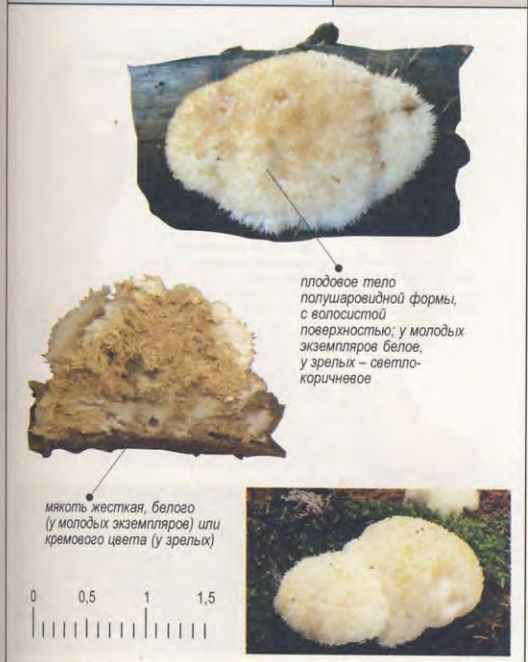 плодовое тело
полушаровидной формы,
с волосистой
поверхностью; у молодых
экземпляров белое,
у зрелых – светло-
коричневое
мякоть жесткая, белого
(у молодых экземпляров) или
кремового цвета (у зрелых)
0 0,5 1 1,5